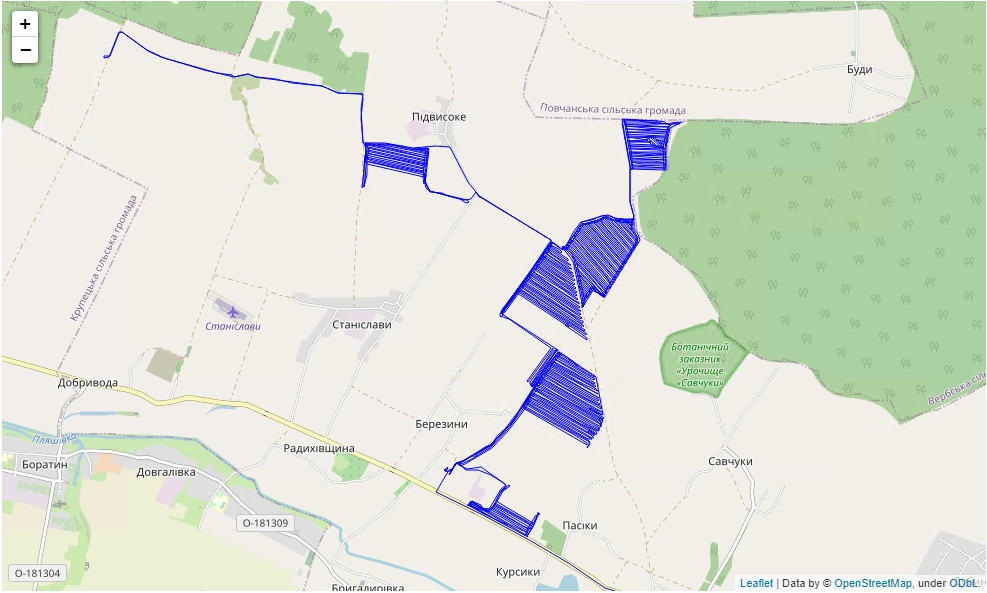 +
−
Буди
Повчанська сільська громада
Підвисоке
Крупецька сільська громада
Станіслави
Станіслави
Ботанічний
заказник
«Урочище
«Савчуки»
Вербська сіль
Добривода
Березини
Пляшівка
Радихівщина
Боратин
Довгалівка
Савчуки
О-181309
Пасіки
О-181304
Курсики
Бригадирівка
Leaflet | Data by © OpenStreetMap, under ODbL.